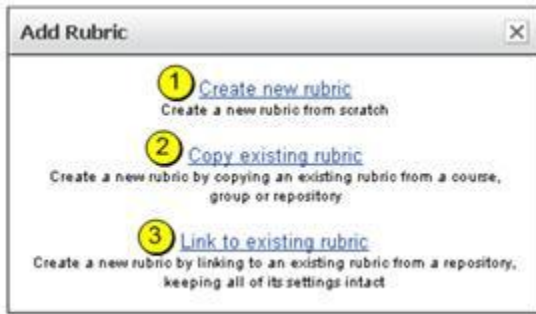 Add Rubric
1 Create new rubric
Create a new rubric from scratch
2 Copy existing rubric
Create a new rubric by copying an existing rubric from a course,
group or repository
3 Link to existing rubric
Create a new rubric by linking to an existing rubric from a repository,
keeping all of its settings intact